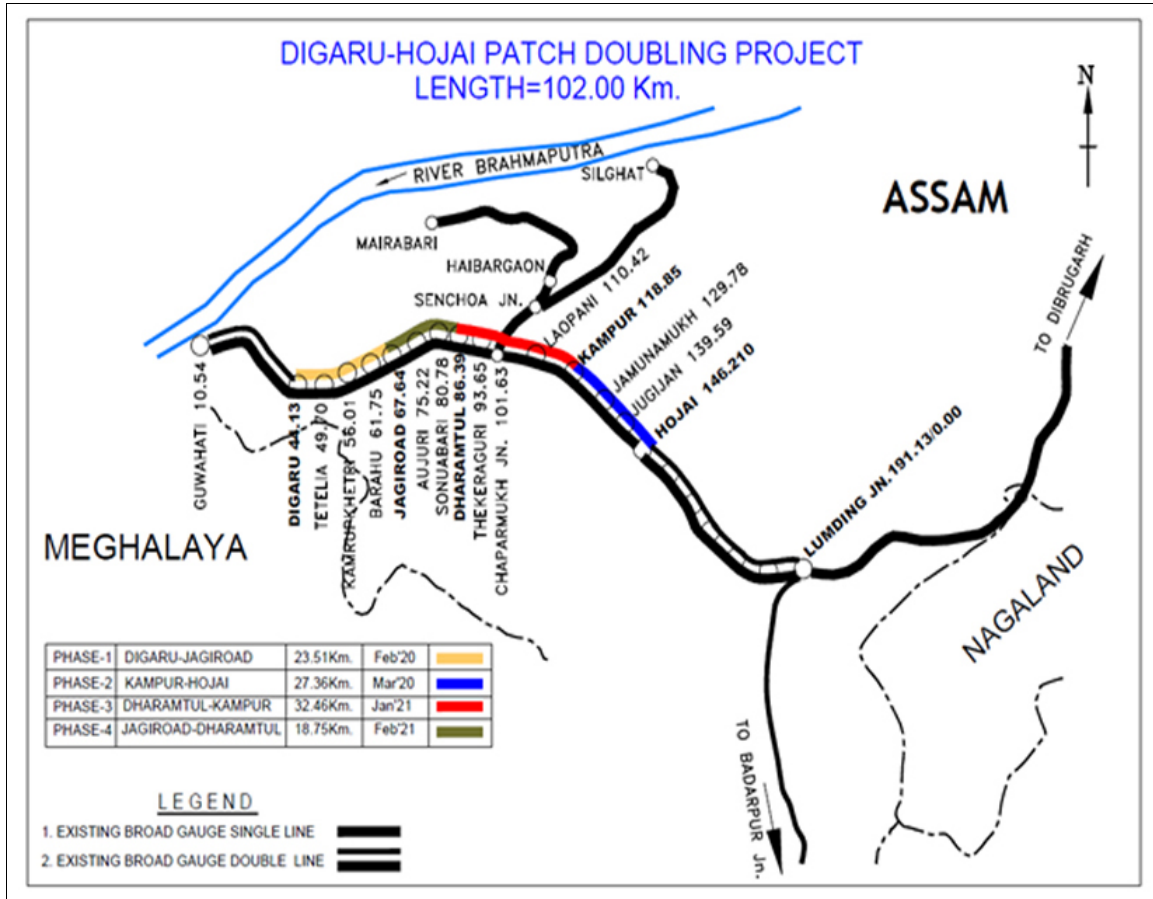 DIGARU-HOJAI PATCH DOUBLING PROJECT
LENGTH=102.00 Km.
N
RIVER BRAHMAPUTRA
SILGHAT
ASSAM
MAIRABARI
HAIBARGAON
SENCHOA JN.
LAOPANI 110.42
KAMPUR 118.85
JAMUNAMUKH 129.78
JUGIJAN 139.59
HOJAI 146.210
TO DIBRUGARH
GUWAHATI 10.54
DIGARU 44.13
TETELIA 49.70
KAMRUPKHETRI 56.01
BARAHU 61.75
JAGIROAD 67.64
AUJURI 75.22
SONUABARI 80.78
DHARAMTUL 86.39
THEKERAGURI 93.65
CHAPARMUKH JN. 101.63
LUMDING JN.191.13/0.00
MEGHALAYA
NAGALAND
TO BADARPUR Jn.
PHASE-1 DIGARU-JAGIROAD 23.51Km. Feb'20
PHASE-2 KAMPUR-HOJAI 27.36Km. Mar'20
PHASE-3 DHARAMTUL-KAMPUR 32.46Km. Jan'21
PHASE-4 JAGIROAD-DHARAMTUL 18.75Km. Feb'21
LEGEND
1. EXISTING BROAD GAUGE SINGLE LINE
2. EXISTING BROAD GAUGE DOUBLE LINE